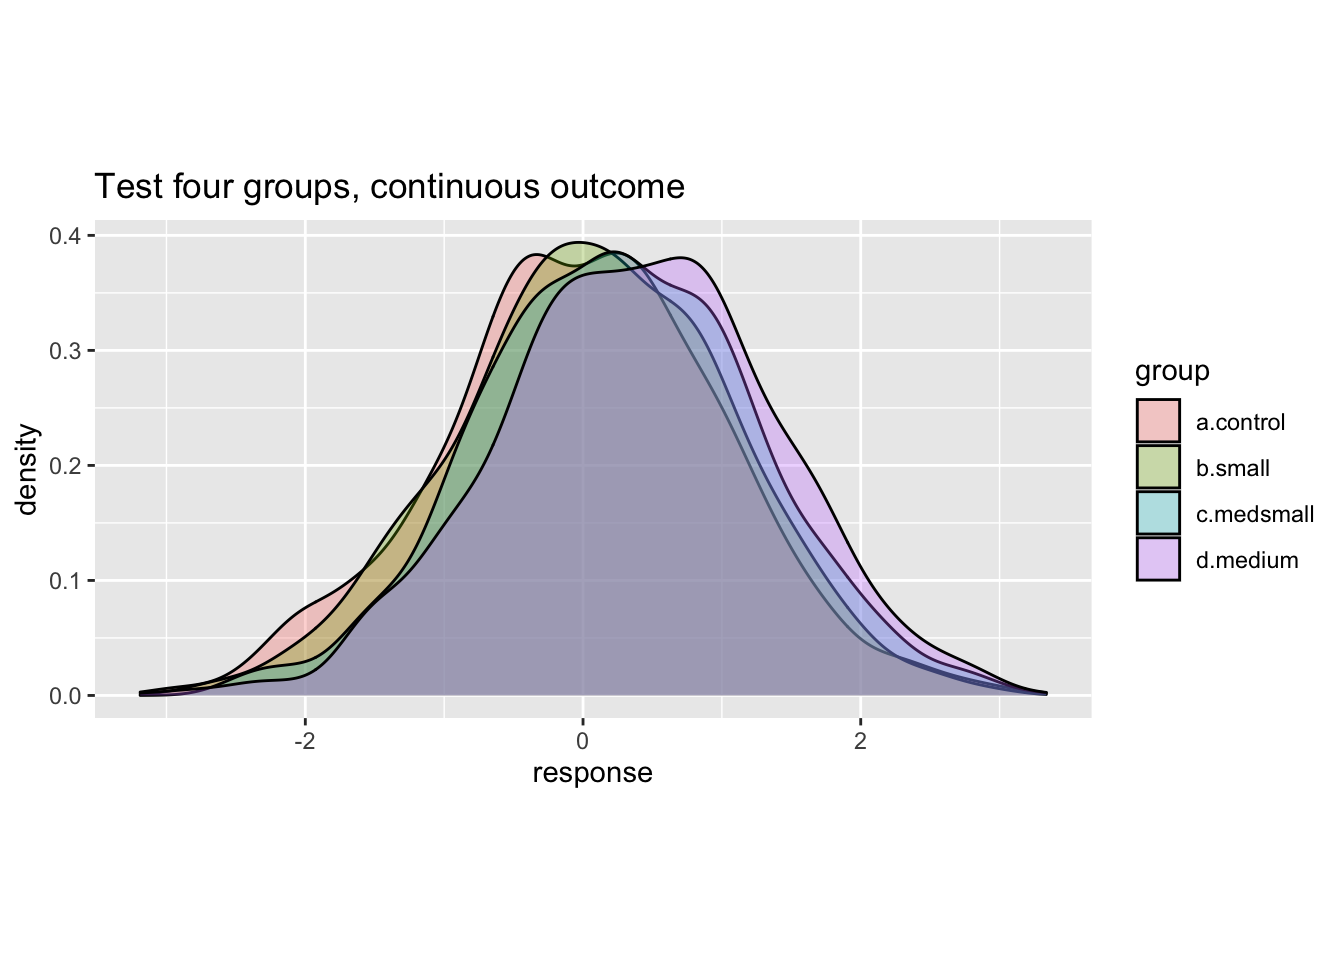 Test four groups, continuous outcome
0.4
0.3
0.2
0.1
0.0
density
-2 0 2
response
group
a.control
b.small
c.medsmall
d.medium